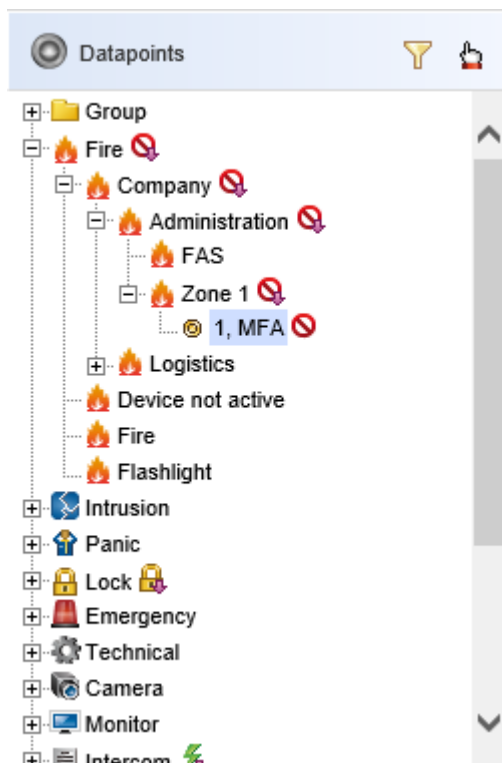 Datapoints
Group
Fire
Company
Administration
FAS
Zone 1
1, MFA
Logistics
Device not active
Fire
Flashlight
Intrusion
Panic
Lock
Emergency
Technical
Camera
Monitor
Intercom